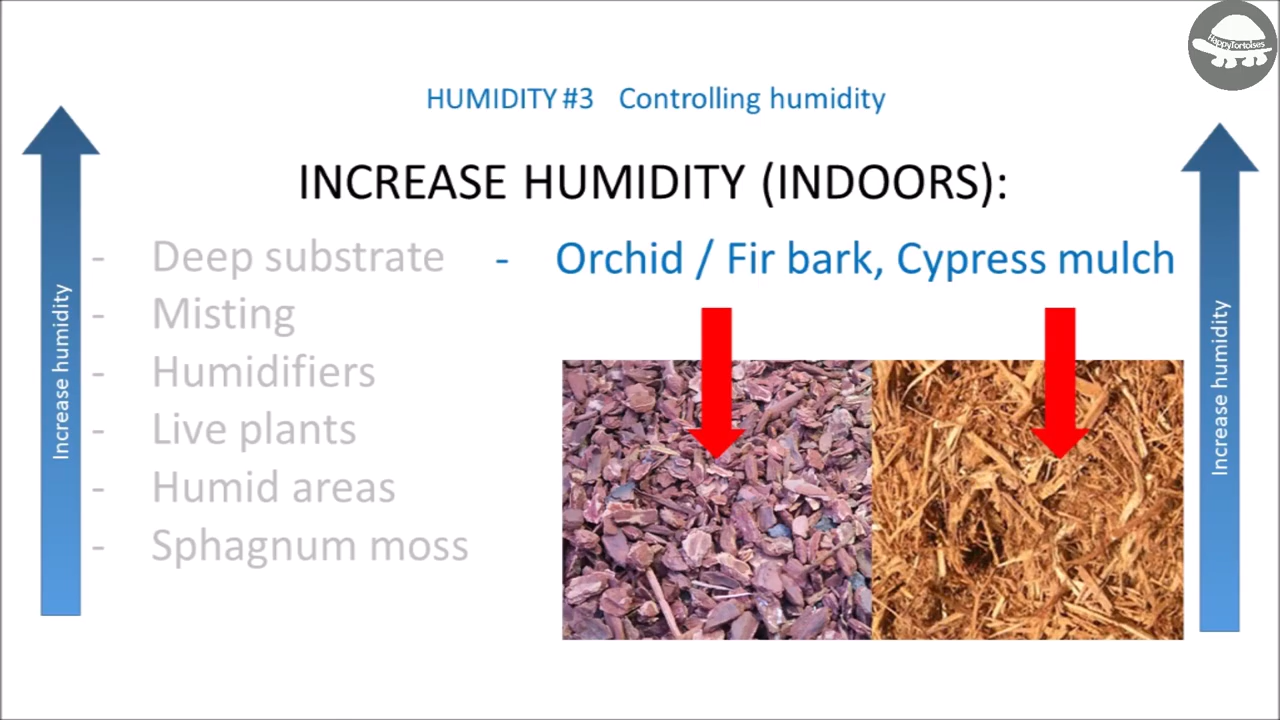 HappyTortoises
HUMIDITY #3 Controlling humidity
INCREASE HUMIDITY (INDOORS):
- Deep substrate
- Misting
- Humidifiers
- Live plants
- Humid areas
- Sphagnum moss
- Orchid / Fir bark, Cypress mulch
Increase humidity
Increase humidity